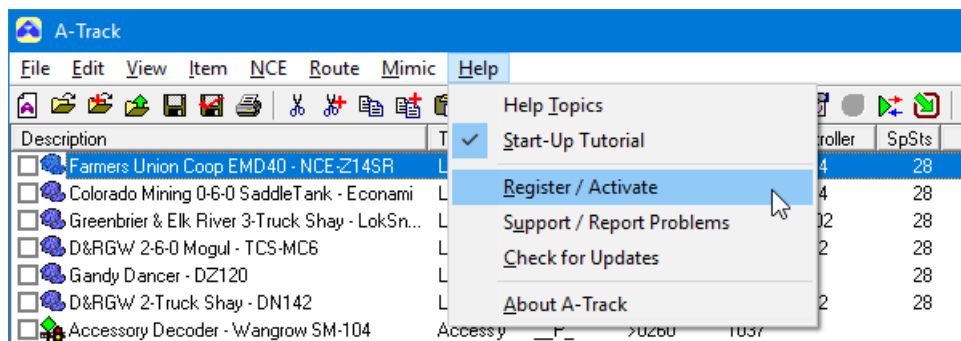 A-Track
File Edit View Item NCE Route Mimic Help
Help Topics
Description T roller SpSts
Start-Up Tutorial
Farmers Union Coop EMD40 - NCE-Z14SR L 4 28
Register / Activate
Colorado Mining 0-6-0 SaddleTank - Econami L 4 28
Greenbrier & Elk River 3-Truck Shay - LokSn... L 02 28
Support / Report Problems
D&RGW 2-6-0 Mogul - TCS-MC6 L 2 28
Check for Updates
Gandy Dancer - DZ120 L 28
D&RGW 2-Truck Shay - DN142 L 2 28
About A-Track
Accessory Decoder - Wangrow SM-104 Accessy __P_ >0260 1037